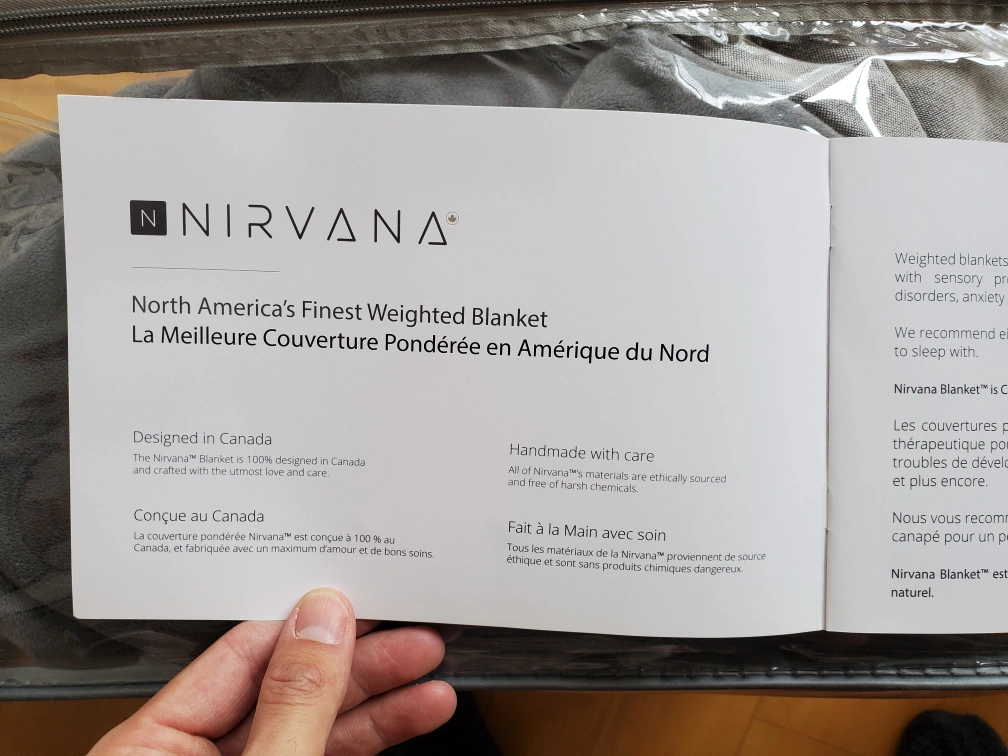 N NIRVANA
North America's Finest Weighted Blanket
La Meilleure Couverture Pondérée en Amérique du Nord
Designed in Canada
The Nirvana™ Blanket is 100% designed in Canada
and crafted with the utmost love and care.
Conçue au Canada
La couverture pondérée Nirvana™ est conçue à 100 % au
Canada, et fabriquée avec un maximum d'amour et de bons soins.
Handmade with care
All of Nirvana™'s materials are ethically sourced
and free of harsh chemicals.
Fait à la Main avec soin
Tous les matériaux de la Nirvana™ proviennent de source
éthique et sont sans produits chimiques dangereux.
Weighted blankets
with sensory
disorders, anxiety
We recommend
to sleep with.
Nirvana Blanket™ is
Les couvertures
thérapeutique
troubles de
et plus encore.
Nous vous
canapé pour un
Nirvana Blanket™ est
naturel.